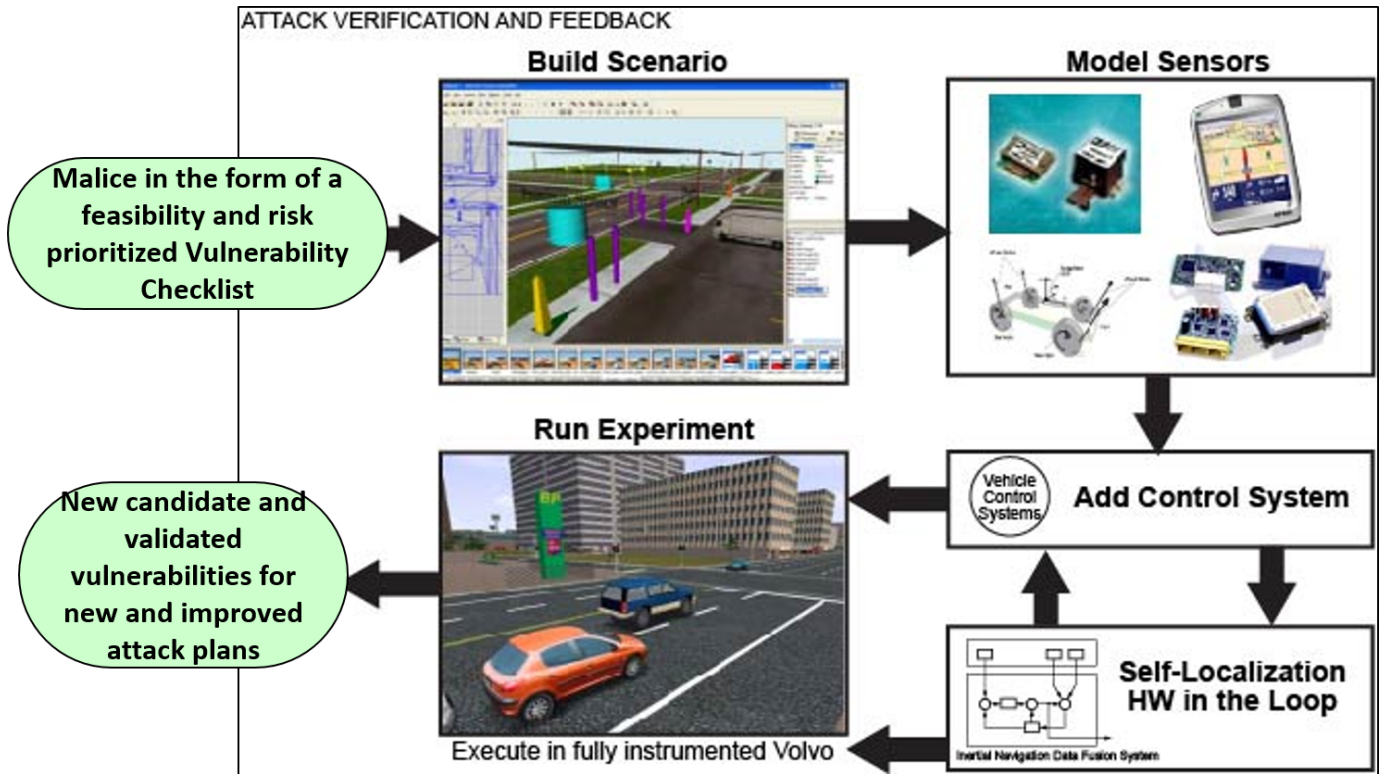 ATTACK VERIFICATION AND FEEDBACK
Build Scenario
Model Sensors
Malice in the form of a
feasibility and risk
prioritized Vulnerability
Checklist
Run Experiment
BP
Vehicle
Control
Systems
Add Control System
New candidate and
validated
vulnerabilities for
new and improved
attack plans
Self-Localization
HW in the Loop
Inertial Navigation Data Fusion System
Execute in fully instrumented Volvo